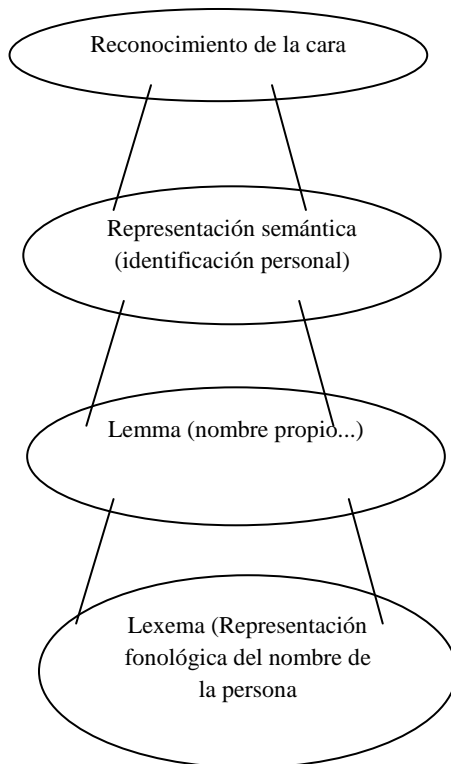 Reconocimiento de la cara
Representación semántica
(identificación personal)
Lemma (nombre propio...)
Lexema (Representación
fonológica del nombre de
la persona